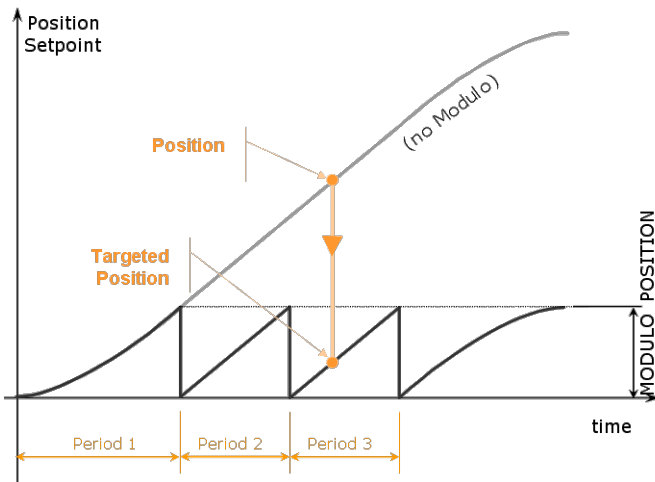 Position
Setpoint
(no Modulo)
Position
Targeted
Position
MODULO POSITION
time
Period 1
Period 2
Period 3